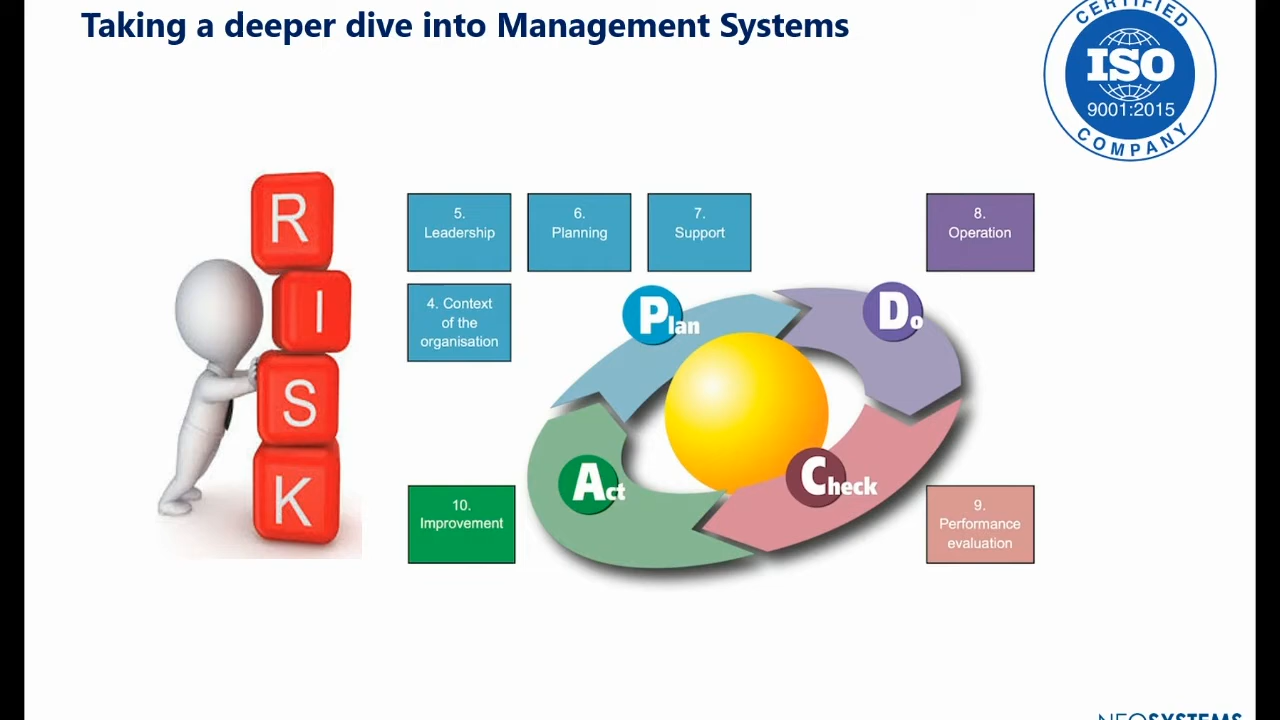 Taking a deeper dive into Management Systems
CERTIFIED
ISO
9001:2015
COMPANY
R
I
S
K
5.
Leadership
6.
Planning
7.
Support
8.
Operation
4. Context
of the
organisation
Plan
Do
Act
Check
10.
Improvement
9.
Performance
evaluation
NEOSYSTEMS